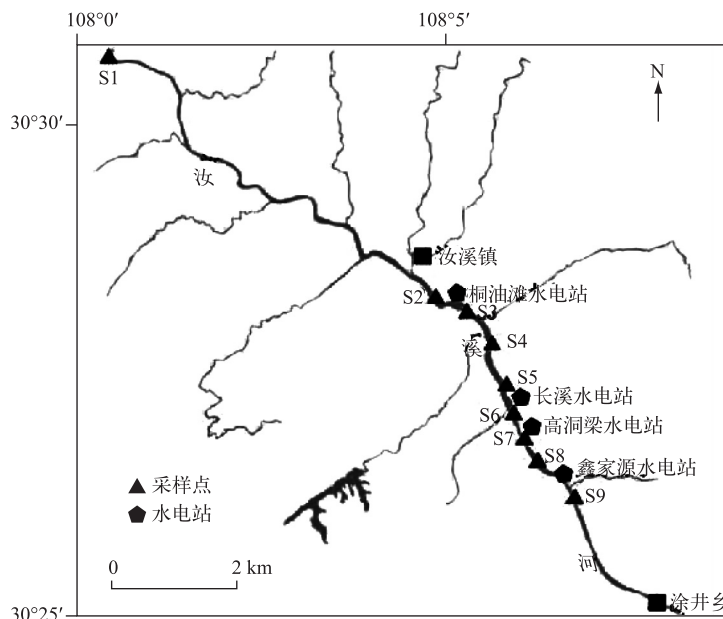 108°0′
108°5′
S1
N
30°30′
汝
汝溪镇
S2
桐油滩水电站
S3
溪
S4
S5
长溪水电站
S6
高洞梁水电站
S7
S8
鑫家源水电站
S9
采样点
水电站
0
2 km
河
30°25′
涂井乡